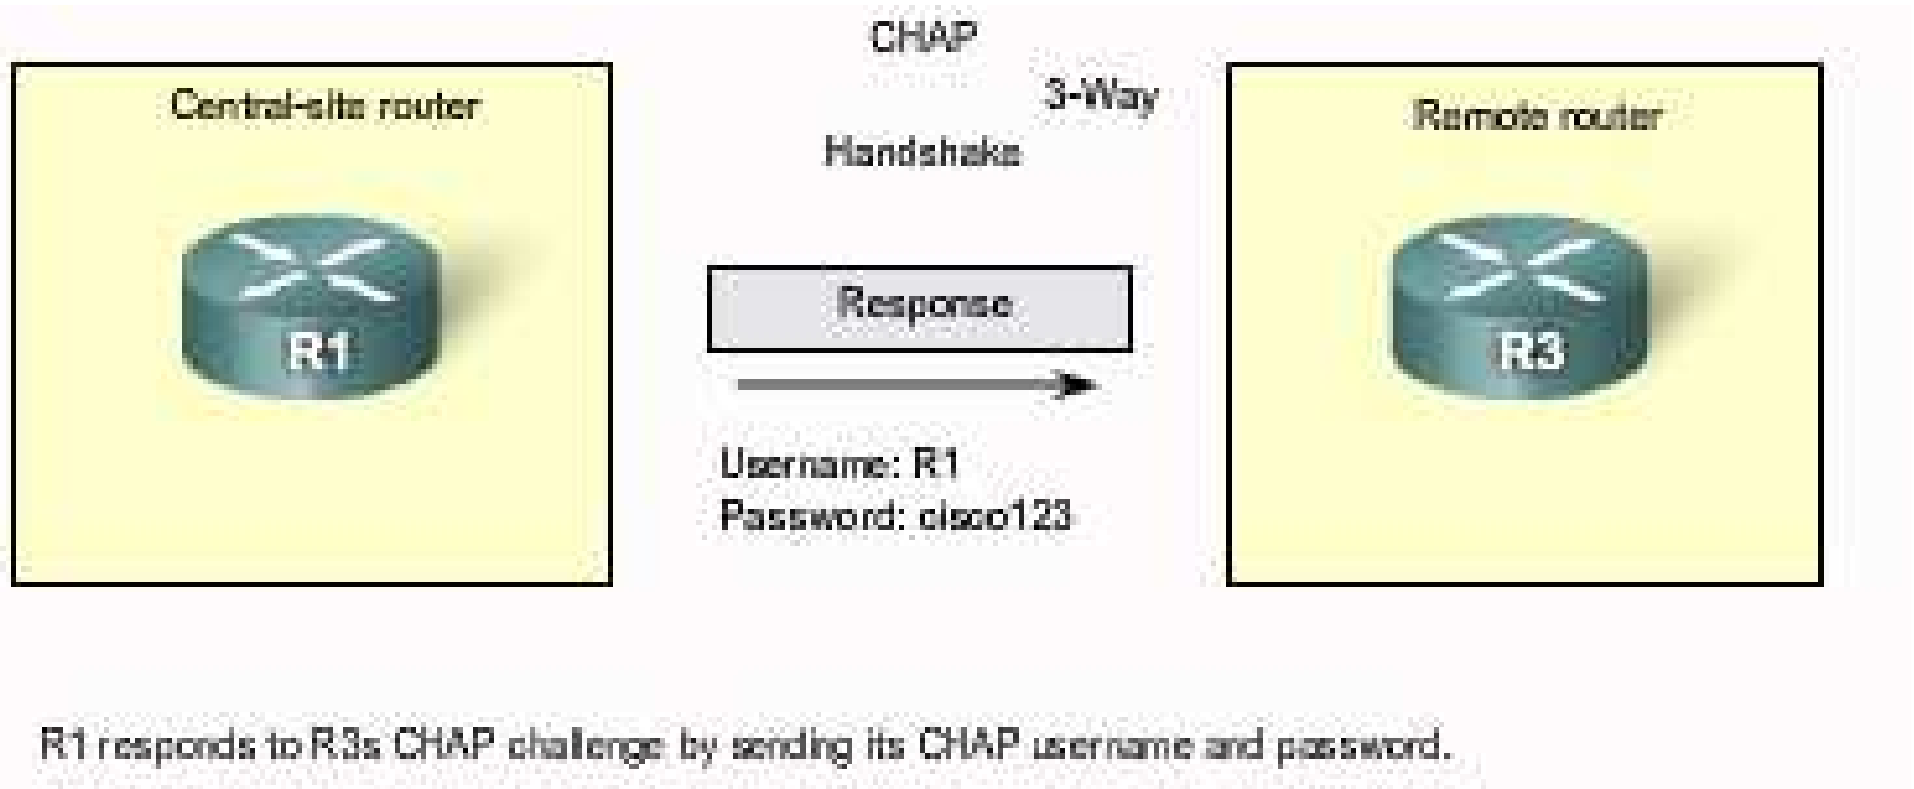 CHAP
3-Way
Handshake
Central-site router
R1
Response
Username: R1
Password: cisco123
Remote router
R3
R1 responds to R3s CHAP challenge by sending its CHAP username and password.